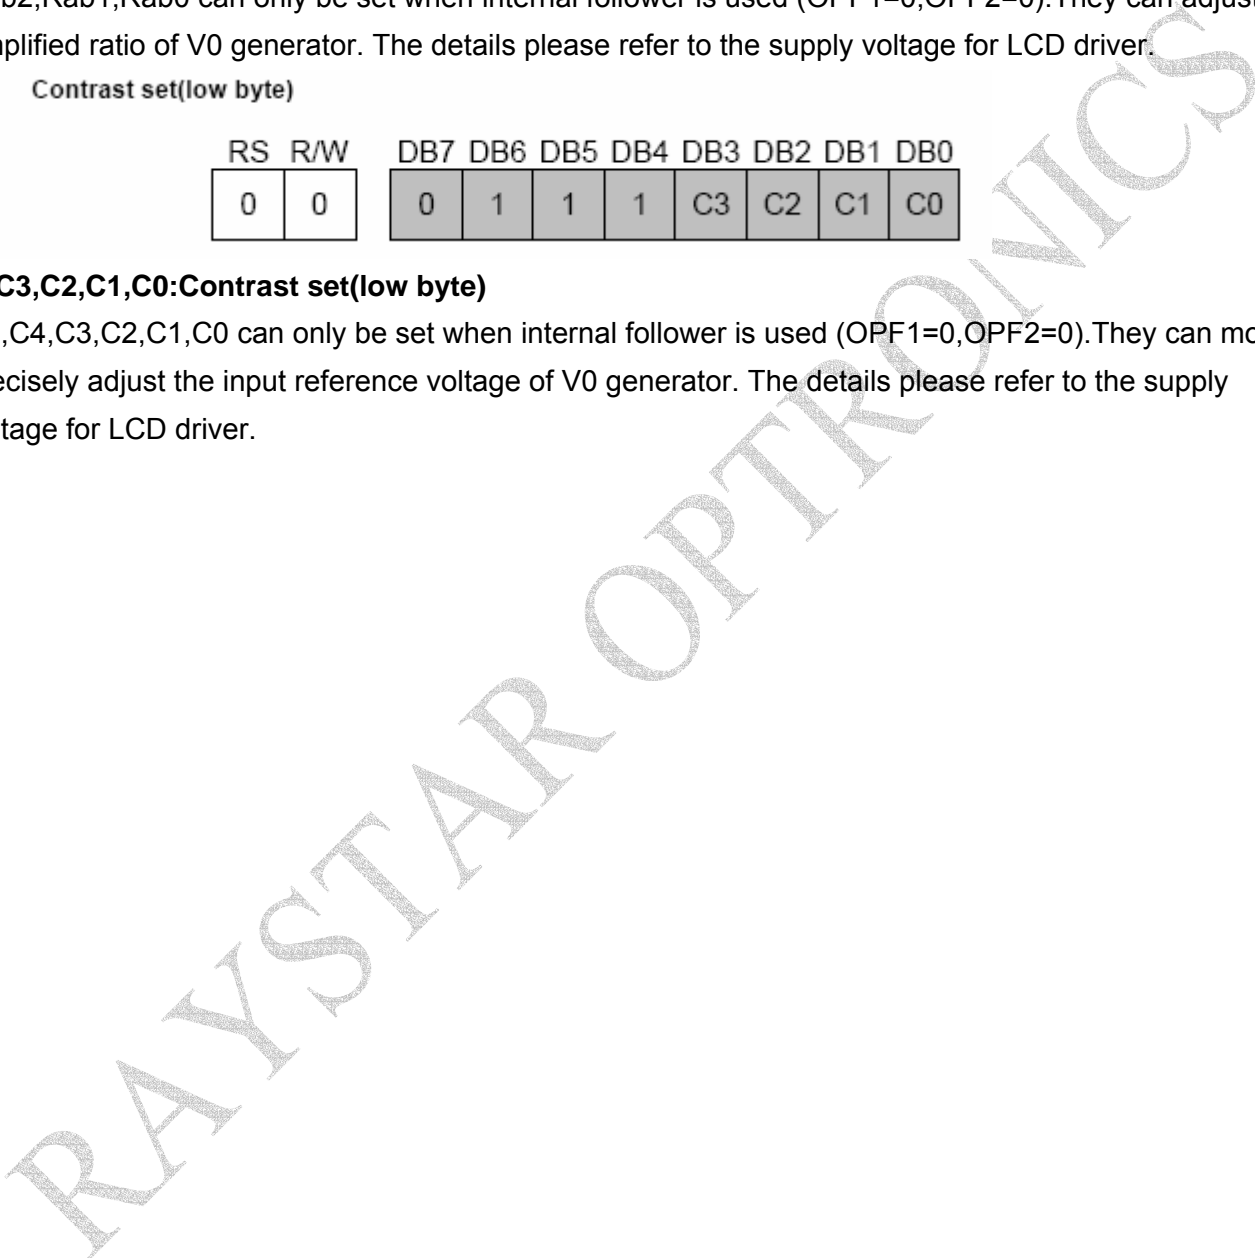 b2,Rab1,Rab0 can only be set when internal follower is used (OPF1=0,OPF2=0).They can adjust
plified ratio of V0 generator. The details please refer to the supply voltage for LCD driver.
Contrast set(low byte)
RS R/W DB7 DB6 DB5 DB4 DB3 DB2 DB1 DB0
0 0 0 1 1 1 C3 C2 C1 C0
C3,C2,C1,C0:Contrast set(low byte)
,C4,C3,C2,C1,C0 can only be set when internal follower is used (OPF1=0,OPF2=0).They can mo
ecisely adjust the input reference voltage of V0 generator. The details please refer to the supply
tage for LCD driver.
RAYSTAR OPTRONICS